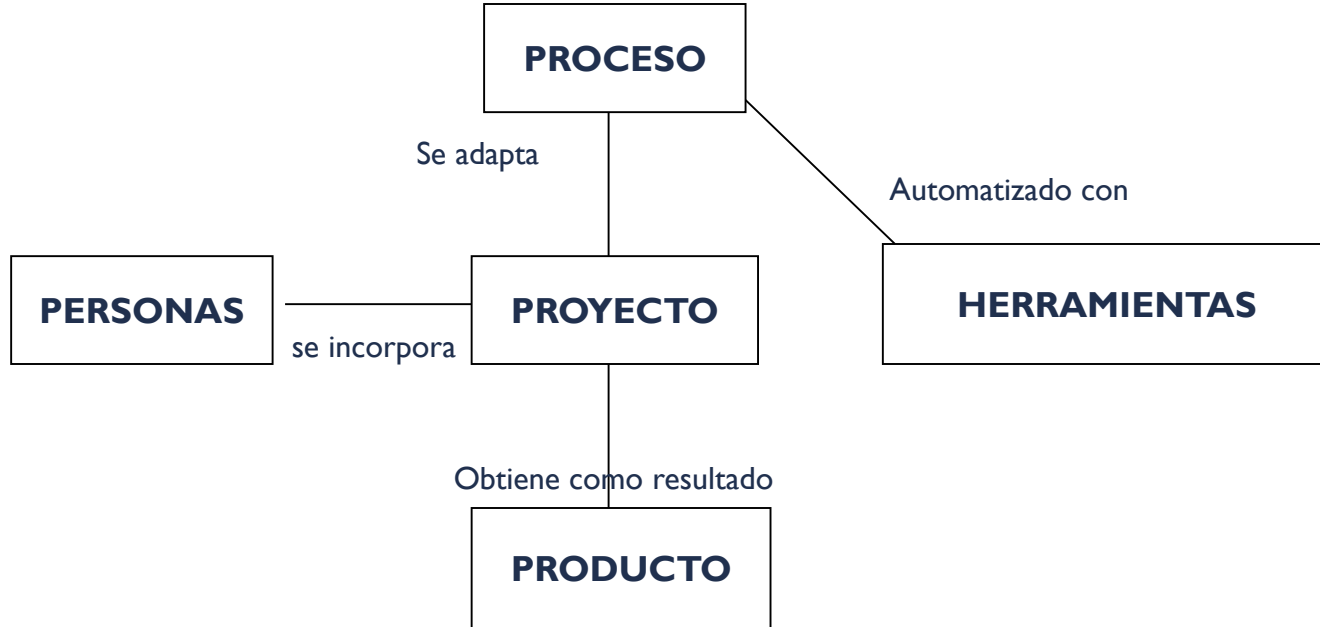 PROCESO
Se adapta
Automatizado con
PERSONAS
se incorpora
PROYECTO
HERRAMIENTAS
Obtiene como resultado
PRODUCTO